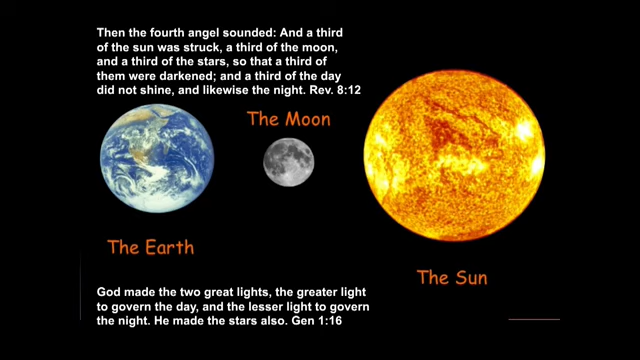 Then the fourth angel sounded: And a third
of the sun was struck, a third of the moon,
and a third of the stars, so that a third of
them were darkened; and a third of the day
did not shine, and likewise the night. Rev. 8:12
The Moon
The Earth
The Sun
God made the two great lights, the greater light
to govern the day, and the lesser light to govern
the night. He made the stars also. Gen 1:16